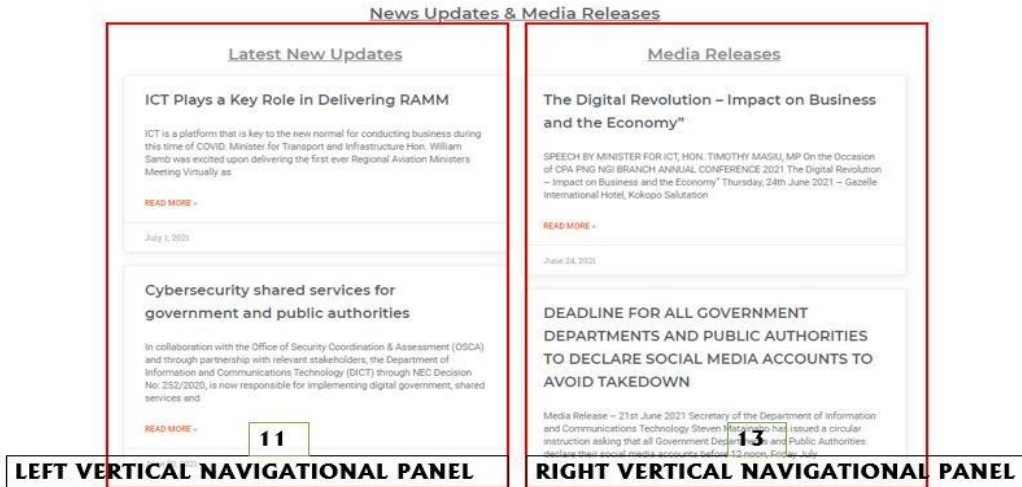 News Updates & Media Releases
Latest New Updates
ICT Plays a Key Role in Delivering RAMM
ICT is a platform that is key to the new normal for conducting business during
this time of COVID. Minister for Transport and Infrastructure Hon. William
Samb was excited upon delivering the first ever Regional Aviation Ministers
Meeting Virtually as
READ MORE »
July 1, 2021
Cybersecurity shared services for
government and public authorities
In collaboration with the Office of Security Coordination & Assessment (OSCA)
and through partnership with relevant stakeholders, the Department of
Information and Communications Technology (DICT) through NEC Decision
No: 252/2020, is now responsible for implementing digital government, shared
services and
READ MORE »
11
LEFT VERTICAL NAVIGATIONAL PANEL
Media Releases
The Digital Revolution – Impact on Business
and the Economy”
SPEECH BY MINISTER FOR ICT, HON. TIMOTHY MASIU, MP On the Occasion
of CPA PNG NGI BRANCH ANNUAL CONFERENCE 2021 The Digital Revolution
– Impact on Business and the Economy” Thursday, 24th June 2021 – Gazelle
International Hotel, Kokopo Salutation
READ MORE »
June 24, 2021
DEADLINE FOR ALL GOVERNMENT
DEPARTMENTS AND PUBLIC AUTHORITIES
TO DECLARE SOCIAL MEDIA ACCOUNTS TO
AVOID TAKEDOWN
Media Release – 21st June 2021 Secretary of the Department of Information
and Communications Technology Steven Matainaho has issued a circular
instruction asking that all Government Departments and Public Authorities
declare their social media accounts before 12 noon, Friday July
13
RIGHT VERTICAL NAVIGATIONAL PANEL